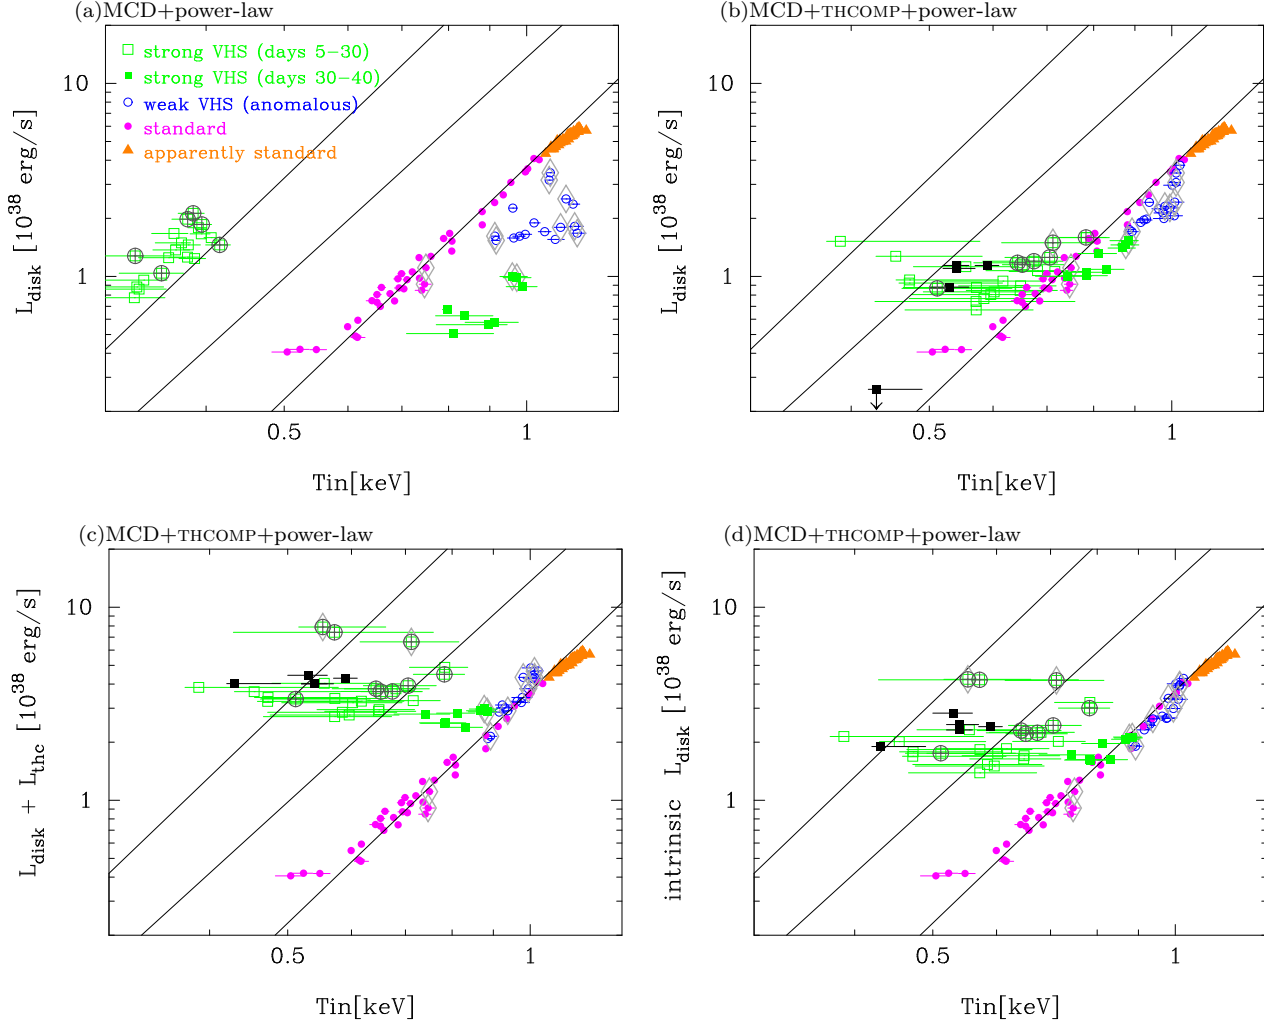 (a)MCD+power-law
strong VHS (days 5−30)
strong VHS (days 30−40)
weak VHS (anomalous)
standard
apparently standard
10
1
L_disk [10^38 erg/s]
0.5 1
Tin[keV]
(b)MCD+THCOMP+power-law
10
1
L_disk [10^38 erg/s]
0.5 1
Tin[keV]
(c)MCD+THCOMP+power-law
10
1
L_disk + L_thc [10^38 erg/s]
0.5 1
Tin[keV]
(d)MCD+THCOMP+power-law
10
1
intrinsic L_disk [10^38 erg/s]
0.5 1
Tin[keV]